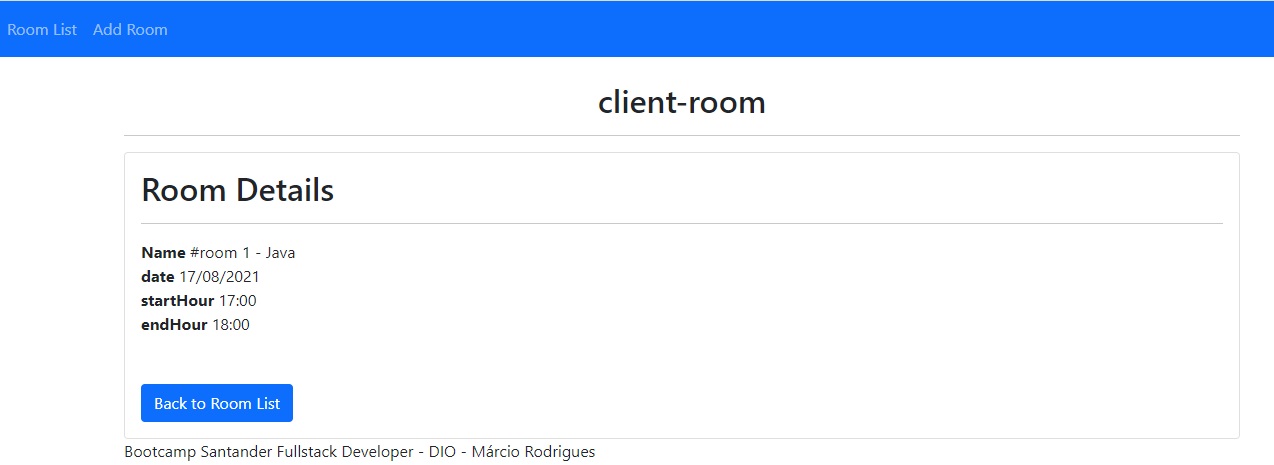 Room List Add Room
client-room
Room Details
Name #room 1 - Java
date 17/08/2021
startHour 17:00
endHour 18:00
Back to Room List
Bootcamp Santander Fullstack Developer - DIO - Márcio Rodrigues